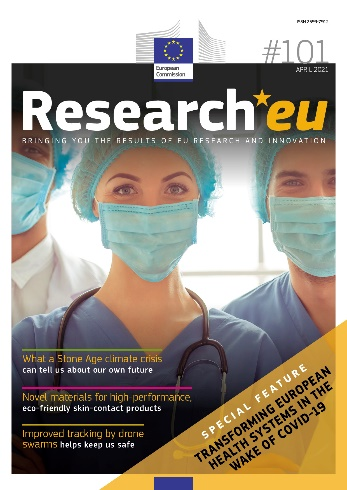 European
Commission
#101
APRIL 2021
Research*eu
BRINGING YOU THE RESULTS OF EU RESEARCH AND INNOVATION
What a Stone Age climate crisis
can tell us about our own future
Novel materials for high-performance,
eco-friendly skin-contact products
Improved tracking by drone
swarms helps keep us safe
SPECIAL FEATURE
TRANSFORMING EUROPEAN
HEALTH SYSTEMS IN THE
WAKE OF COVID-19